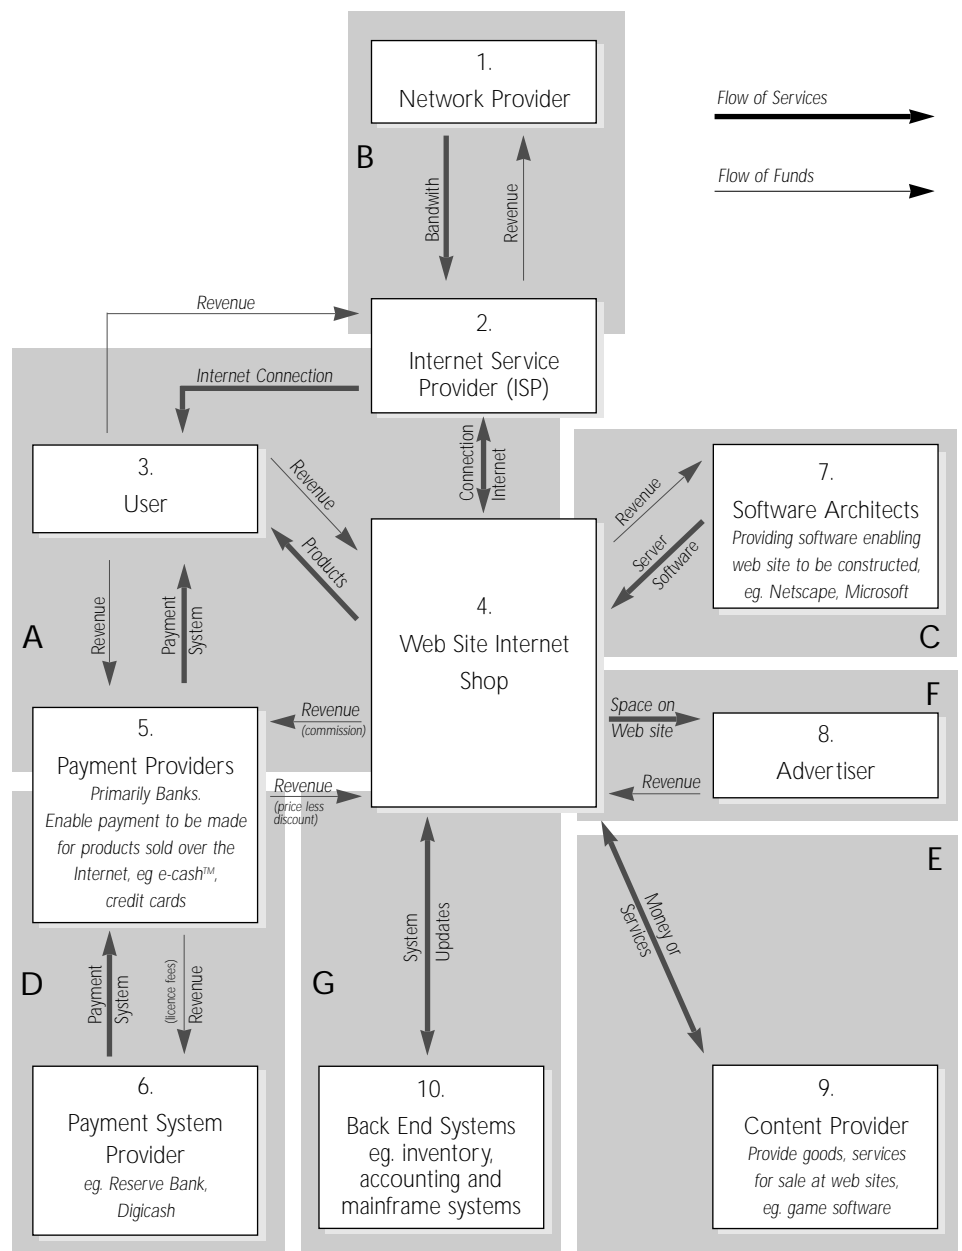 1.
Network Provider
Flow of Services
Flow of Funds
B
Bandwith
Revenue
Revenue
2.
Internet Service
Provider (ISP)
Internet Connection
Connection
Internet
3.
User
Revenue
Products
Revenue
Server
Software
7.
Software Architects
Providing software enabling
web site to be constructed,
eg. Netscape, Microsoft
C
A
Revenue
Payment
System
4.
Web Site Internet
Shop
Revenue
(commission)
Revenue
(price less
discount)
Space on
Web site
Revenue
F
8.
Advertiser
5.
Payment Providers
Primarily Banks.
Enable payment to be made
for products sold over the
Internet, eg e-cash™,
credit cards
E
Money or
Services
System
Updates
G
D
Payment
System
(licence fees)
Revenue
6.
Payment System
Provider
eg. Reserve Bank,
Digicash
10.
Back End Systems
eg. inventory,
accounting and
mainframe systems
9.
Content Provider
Provide goods, services
for sale at web sites,
eg. game software